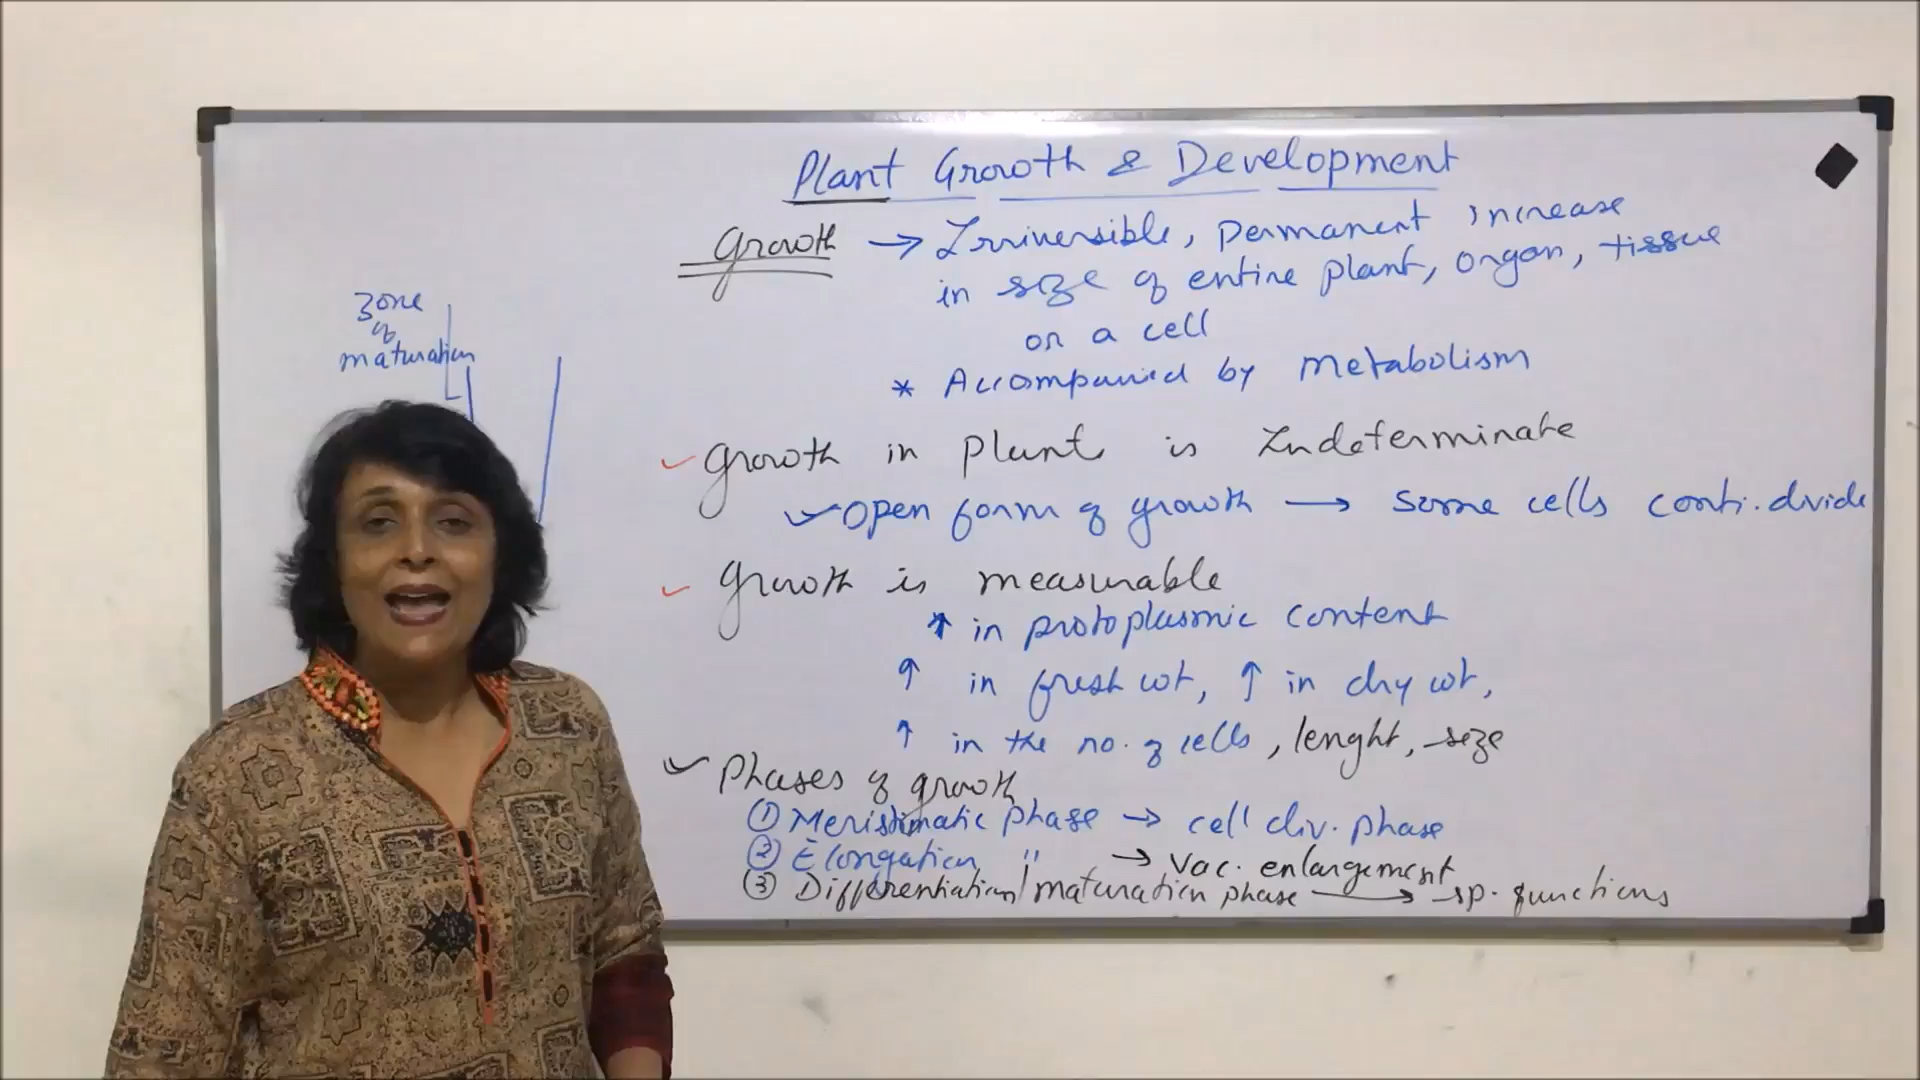 Plant Growth & Development
Growth → Irriversible, permanent increase
in size of entire plant, organ, tissue
or a cell
* Accompanied by metabolism
✓ Growth in plants is Indeterminate
✓ Open form of growth → some cells conti. divide
✓ Growth is measurable
↑ in protoplasmic content
↑ in fresh wt, ↑ in dry wt,
↑ in the no. of cells, lenght, size
✓ Phases of growth
① Meristimatic phase → cell div. phase
② Elongation " → Vac. enlargement
③ Differentiation/maturation phase → sp. functions
zone
of
maturation